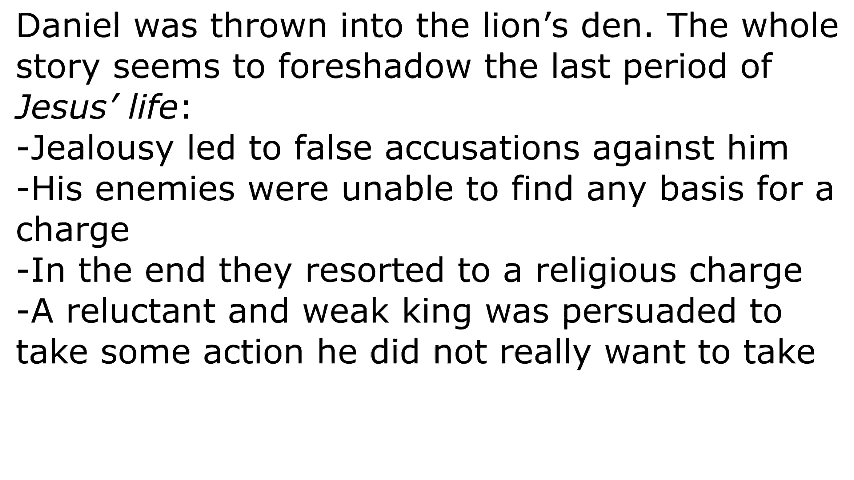 Daniel was thrown into the lion’s den. The whole
story seems to foreshadow the last period of
Jesus’ life:
-Jealousy led to false accusations against him
-His enemies were unable to find any basis for a
charge
-In the end they resorted to a religious charge
-A reluctant and weak king was persuaded to
take some action he did not really want to take